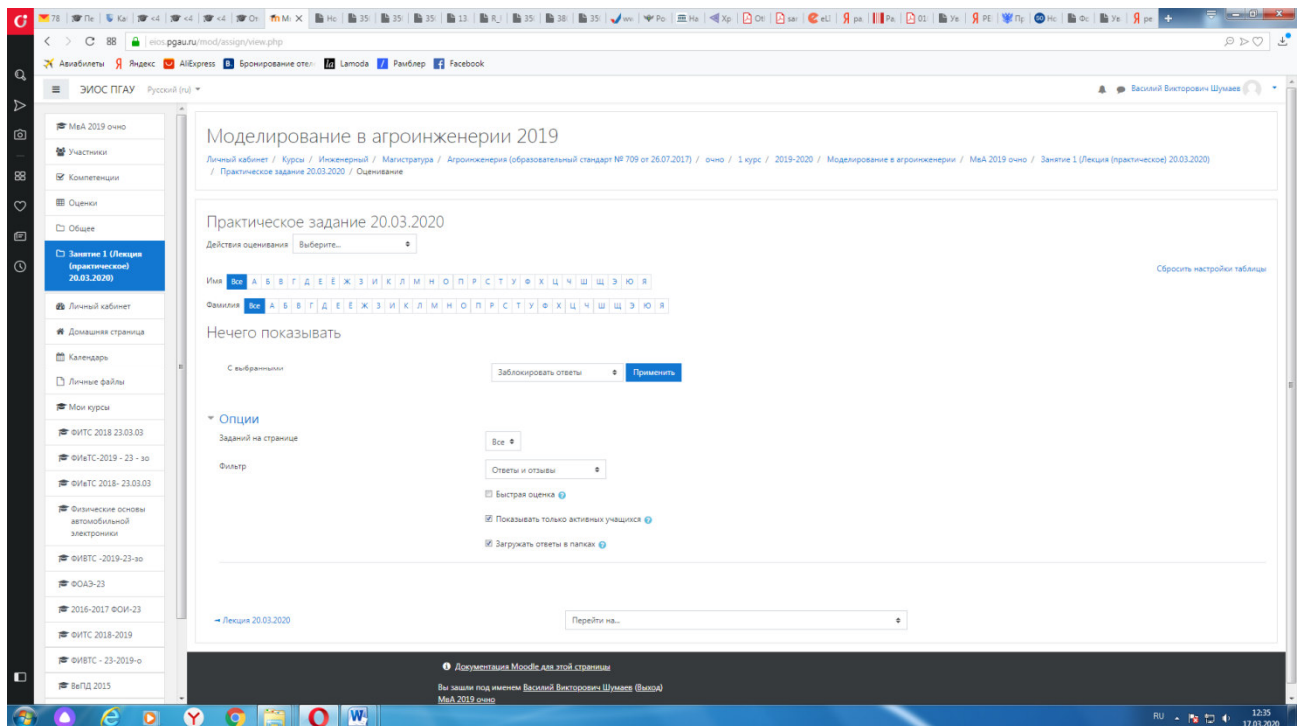 78
eios.pgau.ru/mod/assign/view.php
88
Авиабилеты Яндекс AliExpress Бронирование отел Lamoda Рамблер Facebook
ЭИОС ПГАУ Русский (ru)
Василий Викторович Шумаев
МвА 2019 очно
Участники
Компетенции
Оценки
Общее
Занятие 1 (Лекция
(практическое)
20.03.2020)
Личный кабинет
Домашняя страница
Календарь
Личные файлы
Мои курсы
ФИТС 2018 23.03.03
ФИвТС-2019 - 23 - зо
ФИвТС 2018- 23.03.03
Физические основы
автомобильной
электроники
ФИВТС -2019-23-зо
ФОАЭ-23
2016-2017 ФОИ-23
ФИТС 2018-2019
ФИВТС - 23-2019-о
ВеПД 2015
Моделирование в агроинженерии 2019
Личный кабинет / Курсы / Инженерный / Магистратура / Агроинженерия (образовательный стандарт № 709 от 26.07.2017) / очно / 1 курс / 2019-2020 / Моделирование в агроинженерии / МвА 2019 очно / Занятие 1 (Лекция (практическое) 20.03.2020)
/ Практическое задание 20.03.2020 / Оценивание
Практическое задание 20.03.2020
Действия оценивания Выберите...
Сбросить настройки таблицы
Имя Все А Б В Г Д Е Ё Ж З И К Л М Н О П Р С Т У Ф Х Ц Ч Ш Щ Э Ю Я
Фамилия Все А Б В Г Д Е Ё Ж З И К Л М Н О П Р С Т У Ф Х Ц Ч Ш Щ Э Ю Я
Нечего показывать
С выбранными Заблокировать ответы Применить
Опции
Заданий на странице Все
Фильтр Ответы и отзывы
Быстрая оценка
Показывать только активных учащихся
Загружать ответы в папках
Лекция 20.03.2020 Перейти на...
Документация Moodle для этой страницы
Вы зашли под именем Василий Викторович Шумаев (Выход)
МвА 2019 очно
RU 12:35
17.03.2020